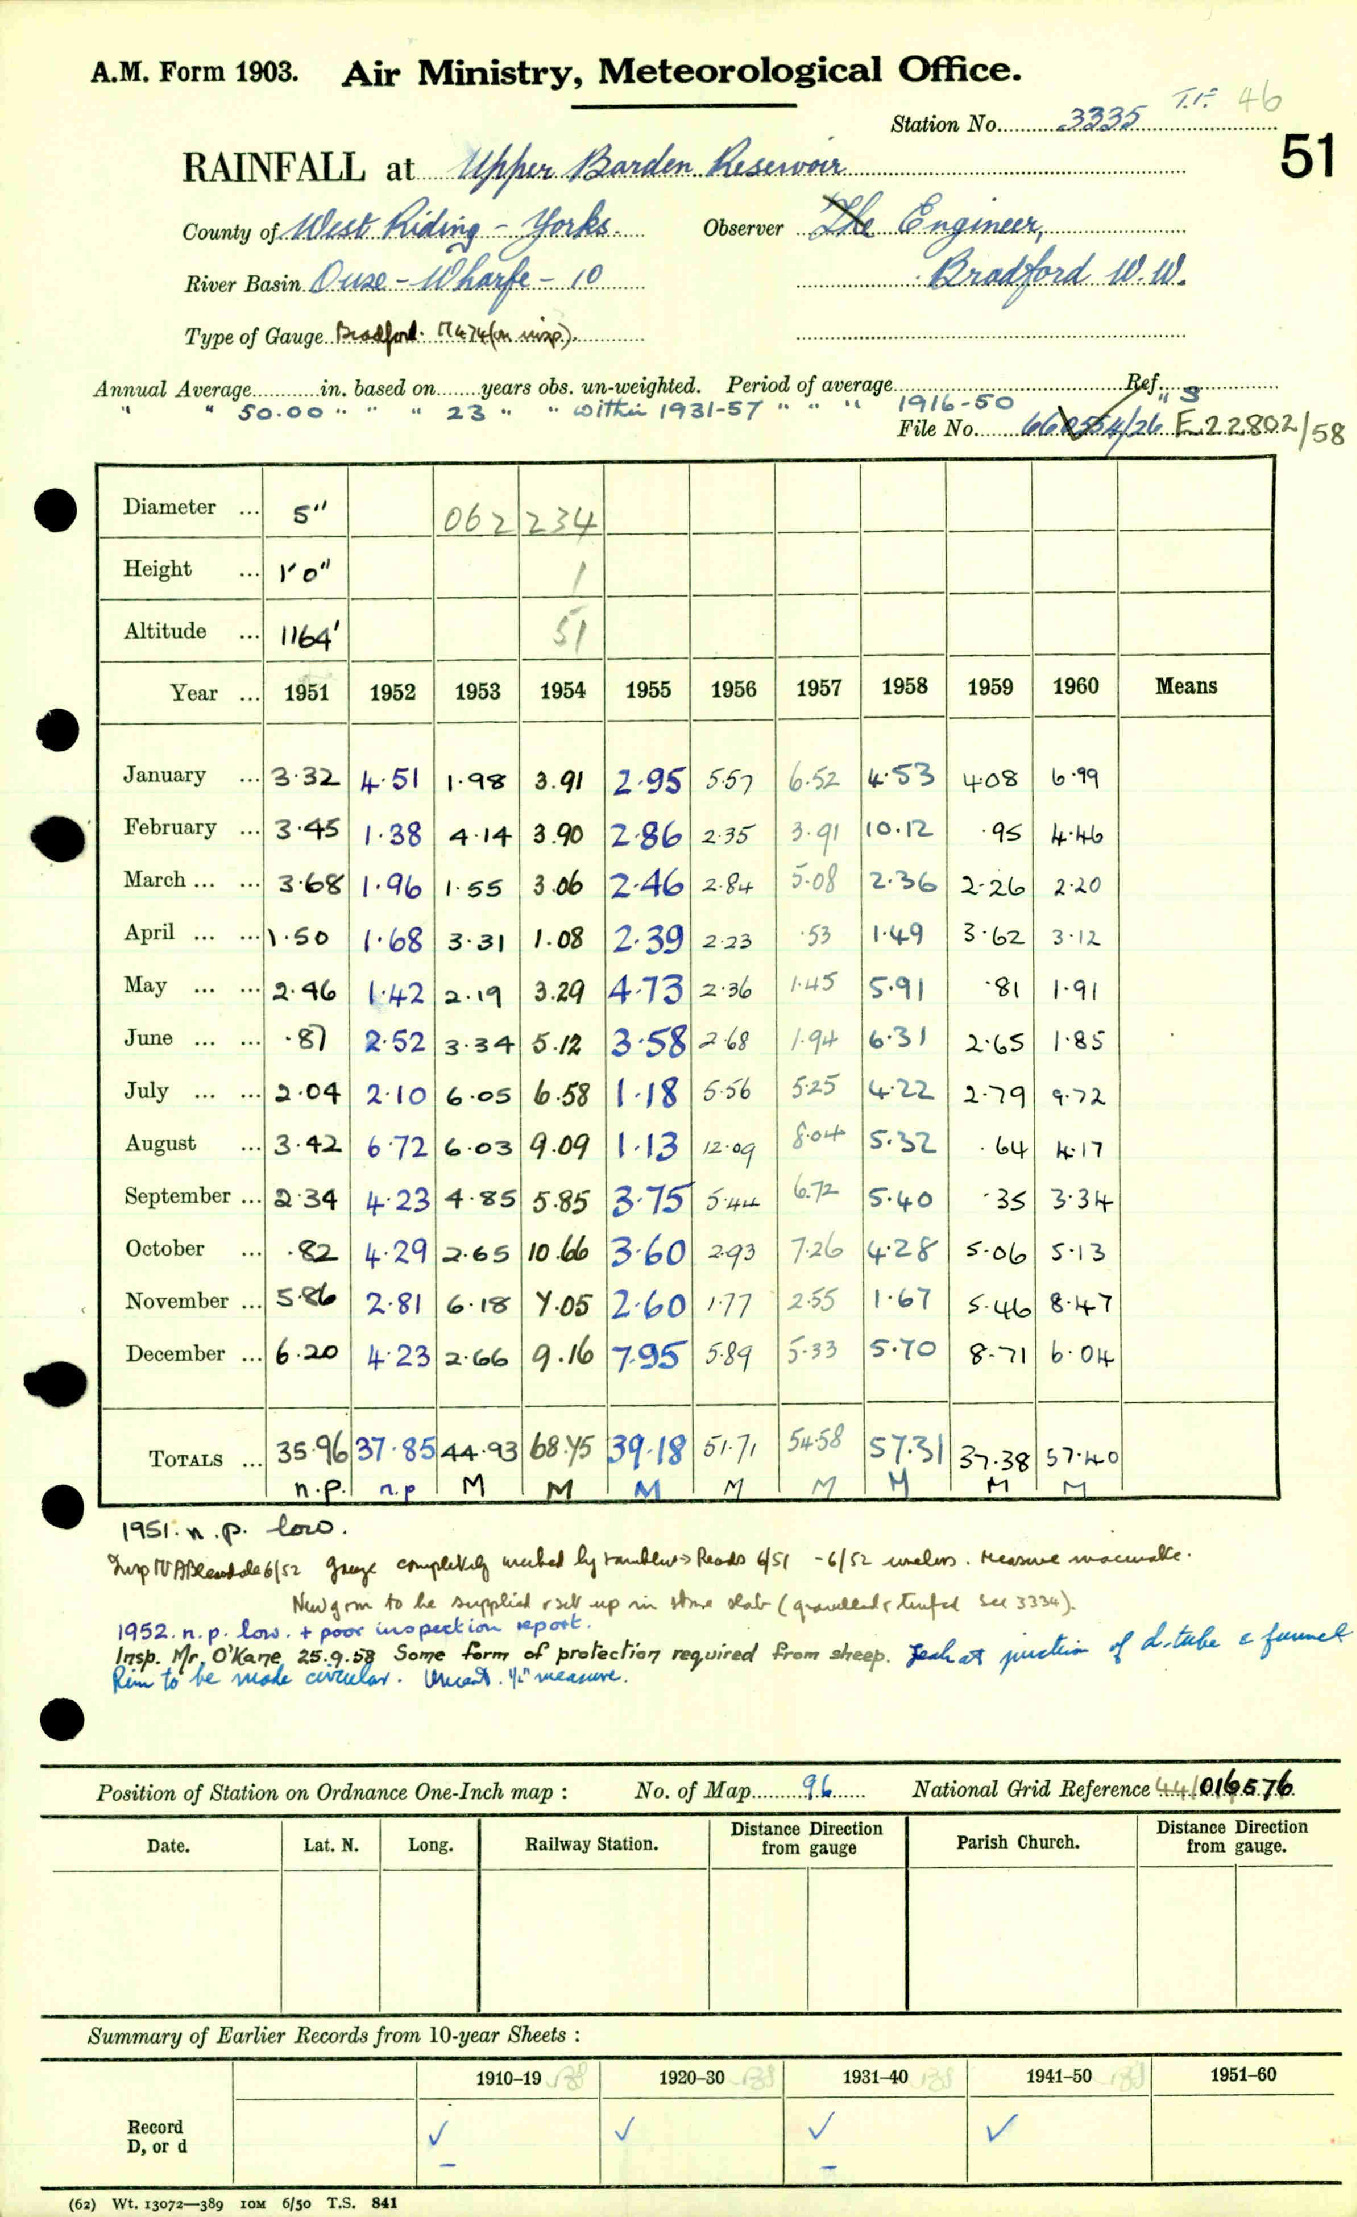 A.M. Form 1903. Air Ministry, Meteorological Office.
T.F. 46
Station No. 3335
51
RAINFALL at Upper Barden Reservoir
County of West Riding - Yorks. Observer The Engineer,
River Basin Ouse - Wharfe - 10 Bradford W.W.
Type of Gauge Bradford
Annual Average in. based on years obs. un-weighted. Period of average Ref.
" " 50.00 " " " 23 " " within 1931-57 " " " 1916-50 " S
File No. 660554/26 E22802/58
Diameter ... 5" 062 234
Height ... 1'0" 1
Altitude ... 1164' 51
Year ... 1951 1952 1953 1954 1955 1956 1957 1958 1959 1960 Means
January ... 3.32 4.51 1.98 3.91 2.95 5.57 6.52 4.53 4.08 6.99
February ... 3.45 1.38 4.14 3.90 2.86 2.35 3.91 10.12 .95 4.46
March ... ... 3.68 1.96 1.55 3.06 2.46 2.84 5.08 2.36 2.26 2.20
April ... ... 1.50 1.68 3.31 1.08 2.39 2.23 .53 1.49 3.62 3.12
May ... ... 2.46 1.42 2.19 3.29 4.73 2.36 1.45 5.91 .81 1.91
June ... ... .87 2.52 3.34 5.12 3.58 2.68 1.94 6.31 2.65 1.85
July ... ... 2.04 2.10 6.05 6.58 1.18 5.56 5.25 4.22 2.79 9.72
August ... 3.42 6.72 6.03 9.09 1.13 12.09 8.04 5.32 .64 4.17
September ... 2.34 4.23 4.85 5.85 3.75 5.44 6.72 5.40 .35 3.34
October ... .82 4.29 2.65 10.66 3.60 2.93 7.26 4.28 5.06 5.13
November ... 5.86 2.81 6.18 7.05 2.60 1.77 2.55 1.67 5.46 8.47
December ... 6.20 4.23 2.66 9.16 7.95 5.89 5.33 5.70 8.71 6.04
TOTALS ... 35.96 37.85 44.93 68.75 39.18 51.71 54.58 57.31 37.38 57.40
n.p. n.p M M M M M M M M
1951. n.p. low.
Insp 6/52 Gauge completely wrecked by ramblers Reads 6/51 - 6/52 useless. Measure inaccurate.
New g rm to be supplied & set up in stone slab (gravelled & turfed see 3334).
1952. n.p. low. + poor inspection report.
Insp. Mr. O'Kane 25.9.58 Some form of protection required from sheep. Leak at junction of d. tube & funnel
Rim to be made circular. ½" measure.
Position of Station on Ordnance One-Inch map : No. of Map 96 National Grid Reference 44/016576
Date. Lat. N. Long. Railway Station. Distance Direction from gauge Parish Church. Distance Direction from gauge.
Summary of Earlier Records from 10-year Sheets :
1910–19 1920–30 1931–40 1941–50 1951–60
Record
D, or d ✓ ✓ ✓ ✓
(62) Wt. 13072—389 10M 6/50 T.S. 841